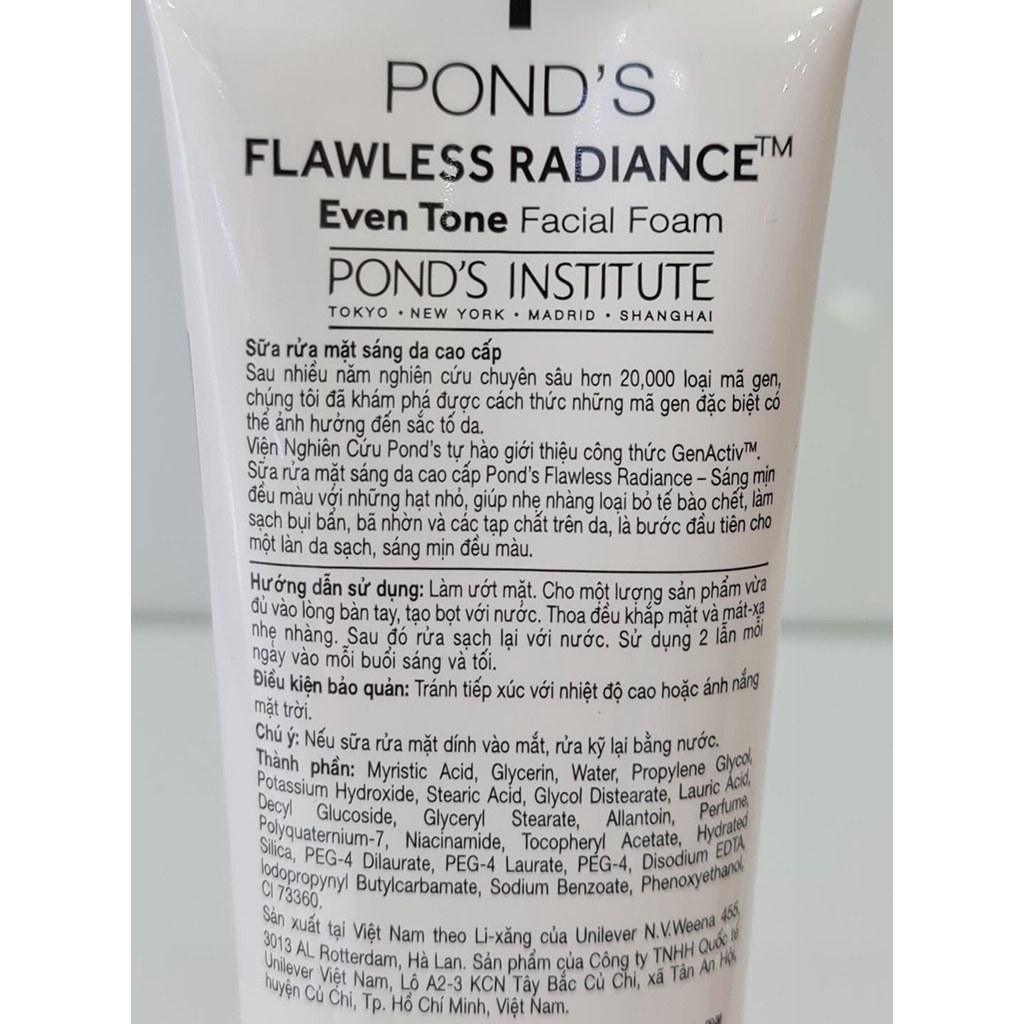 POND'S
FLAWLESS RADIANCE™
Even Tone Facial Foam
POND'S INSTITUTE
TOKYO • NEW YORK • MADRID • SHANGHAI
Sữa rửa mặt sáng da cao cấp
Sau nhiều năm nghiên cứu chuyên sâu hơn 20,000 loại mã gen,
chúng tôi đã khám phá được cách thức những mã gen đặc biệt có
thể ảnh hưởng đến sắc tố da.
Viện Nghiên Cứu Pond's tự hào giới thiệu công thức GenActiv™.
Sữa rửa mặt sáng da cao cấp Pond's Flawless Radiance – Sáng mịn
đều màu với những hạt nhỏ, giúp nhẹ nhàng loại bỏ tế bào chết, làm
sạch bụi bẩn, bã nhờn và các tạp chất trên da, là bước đầu tiên cho
một làn da sạch, sáng mịn đều màu.
Hướng dẫn sử dụng: Làm ướt mặt. Cho một lượng sản phẩm vừa
đủ vào lòng bàn tay, tạo bọt với nước. Thoa đều khắp mặt và mát-xa
nhẹ nhàng. Sau đó rửa sạch lại với nước. Sử dụng 2 lần mỗi
ngày vào mỗi buổi sáng và tối.
Điều kiện bảo quản: Tránh tiếp xúc với nhiệt độ cao hoặc ánh nắng
mặt trời.
Chú ý: Nếu sữa rửa mặt dính vào mắt, rửa kỹ lại bằng nước.
Thành phần: Myristic Acid, Glycerin, Water, Propylene Glycol,
Potassium Hydroxide, Stearic Acid, Glycol Distearate, Lauric Acid,
Decyl Glucoside, Glyceryl Stearate, Allantoin, Perfume,
Polyquaternium-7, Niacinamide, Tocopheryl Acetate, Hydrated
Silica, PEG-4 Dilaurate, PEG-4 Laurate, PEG-4, Disodium EDTA,
Iodopropynyl Butylcarbamate, Sodium Benzoate, Phenoxyethanol,
CI 73360.
Sản xuất tại Việt Nam theo Li-xăng của Unilever N.V.Weena 455,
3013 AL Rotterdam, Hà Lan. Sản phẩm của Công ty TNHH Quốc tế
Unilever Việt Nam, Lô A2-3 KCN Tây Bắc Củ Chi, xã Tân An Hội,
huyện Củ Chi, Tp. Hồ Chí Minh, Việt Nam.